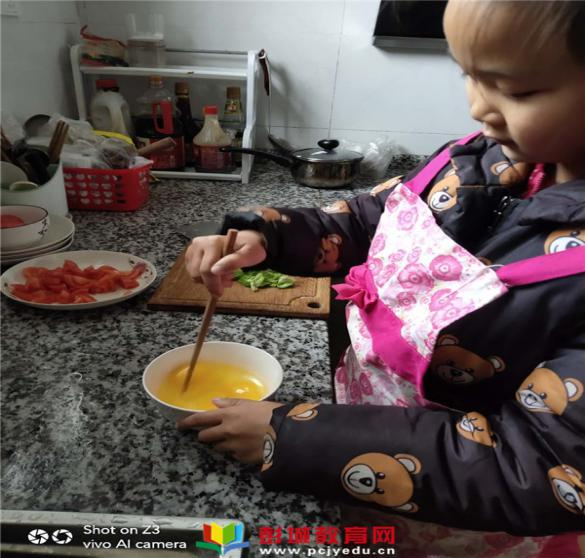 Shot on Z3
vivo AI camera
彭城教育网
www.pcjyedu.cn